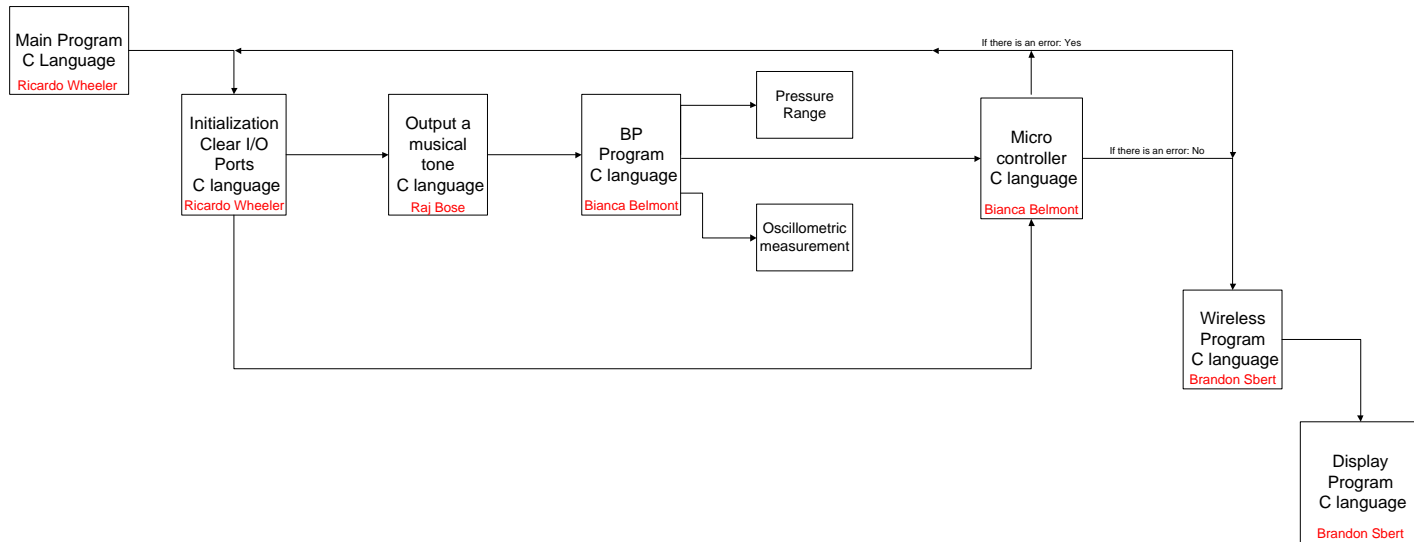 Main Program
C Language
Ricardo Wheeler
If there is an error: Yes
Initialization
Clear I/O
Ports
C language
Ricardo Wheeler
Output a
musical
tone
C language
Raj Bose
BP
Program
C language
Bianca Belmont
Pressure
Range
Oscillometric
measurement
Micro
controller
C language
Bianca Belmont
If there is an error: No
Wireless
Program
C language
Brandon Sbert
Display
Program
C language
Brandon Sbert